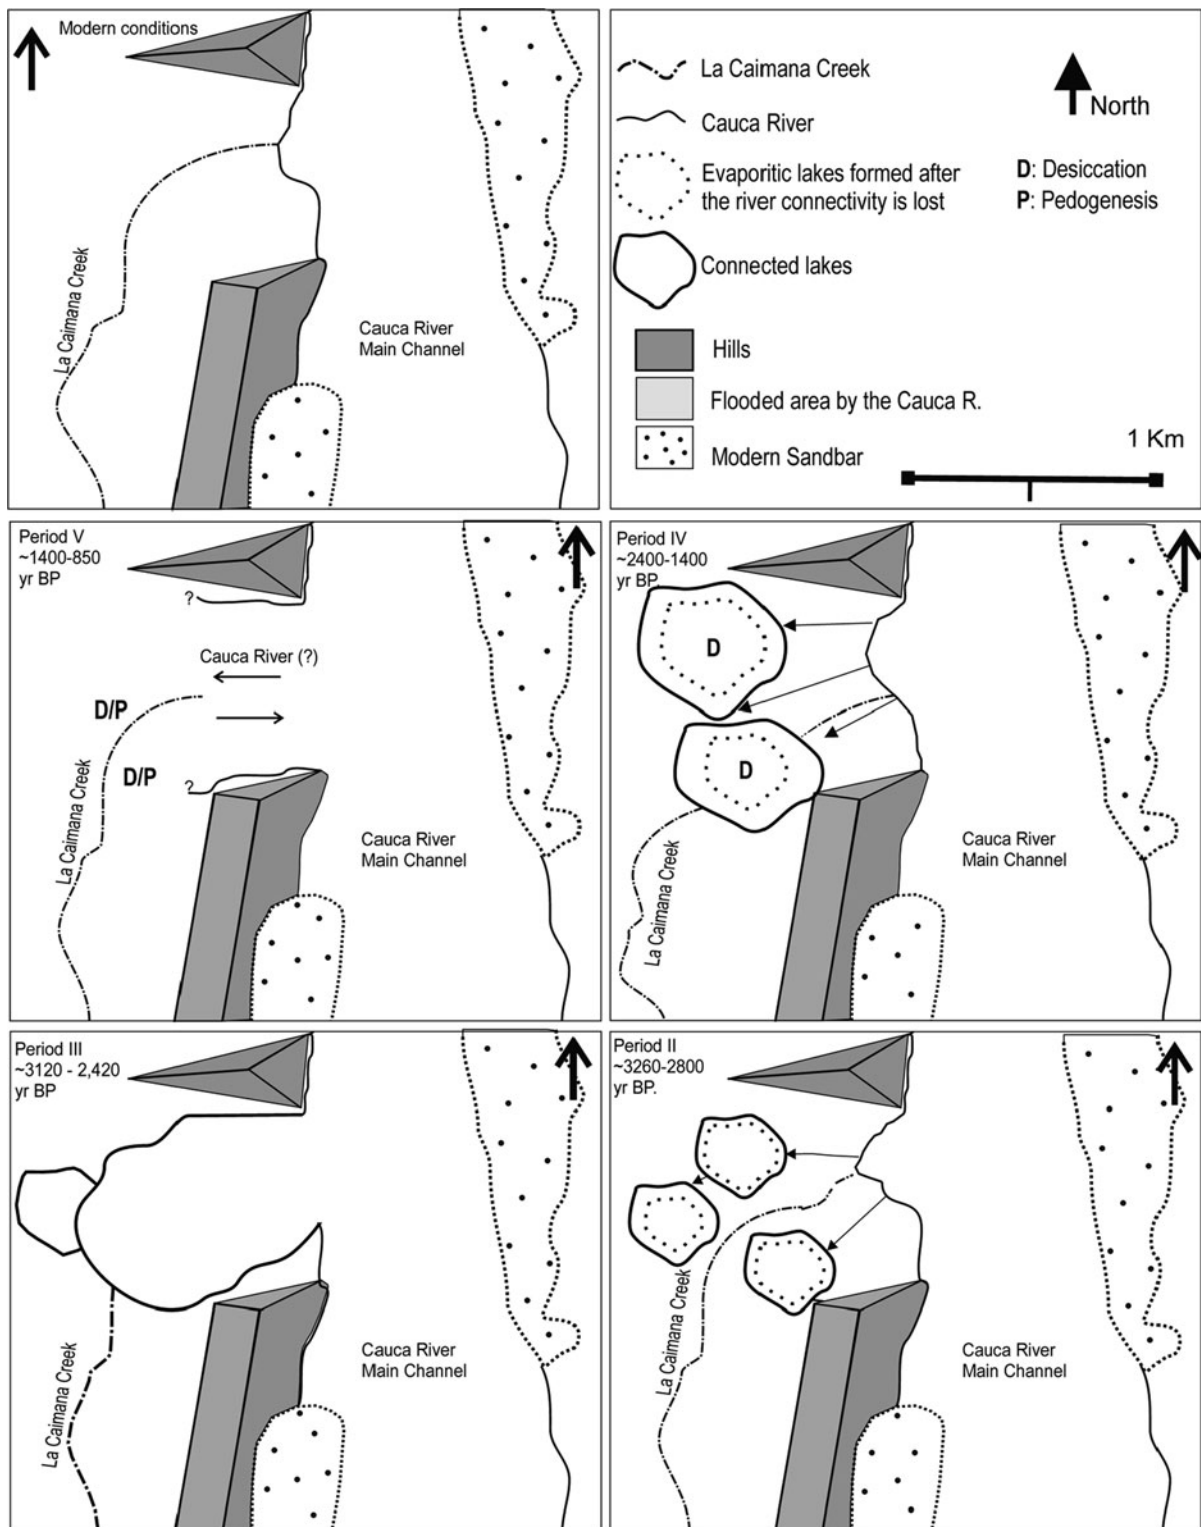 Modern conditions
La Caimana Creek
Cauca River
Main Channel
La Caimana Creek
Cauca River
Evaporitic lakes formed after
the river connectivity is lost
Connected lakes
Hills
Flooded area by the Cauca R.
Modern Sandbar
North
D: Desiccation
P: Pedogenesis
1 Km
Period V
~1400-850
yr BP
?
Cauca River (?)
D/P
D/P
?
La Caimana Creek
Cauca River
Main Channel
Period IV
~2400-1400
yr BP.
D
D
La Caimana Creek
Cauca River
Main Channel
Period III
~3120 - 2,420
yr BP
La Caimana Creek
Cauca River
Main Channel
Period II
~3260-2800
yr BP.
La Caimana Creek
Cauca River
Main Channel